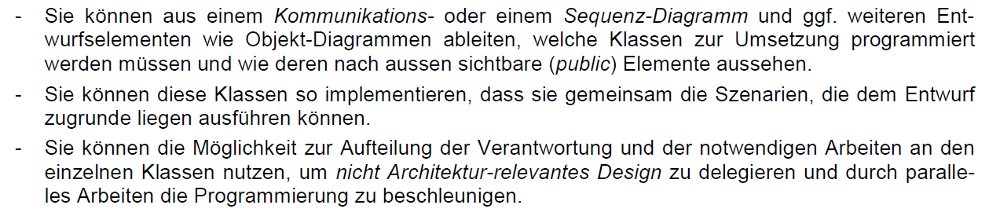 - Sie können aus einem Kommunikations- oder einem Sequenz-Diagramm und ggf. weiteren Ent-
wurfselementen wie Objekt-Diagrammen ableiten, welche Klassen zur Umsetzung programmiert
werden müssen und wie deren nach aussen sichtbare (public) Elemente aussehen.
- Sie können diese Klassen so implementieren, dass sie gemeinsam die Szenarien, die dem Entwurf
zugrunde liegen ausführen können.
- Sie können die Möglichkeit zur Aufteilung der Verantwortung und der notwendigen Arbeiten an den
einzelnen Klassen nutzen, um nicht Architektur-relevantes Design zu delegieren und durch paralle-
les Arbeiten die Programmierung zu beschleunigen.